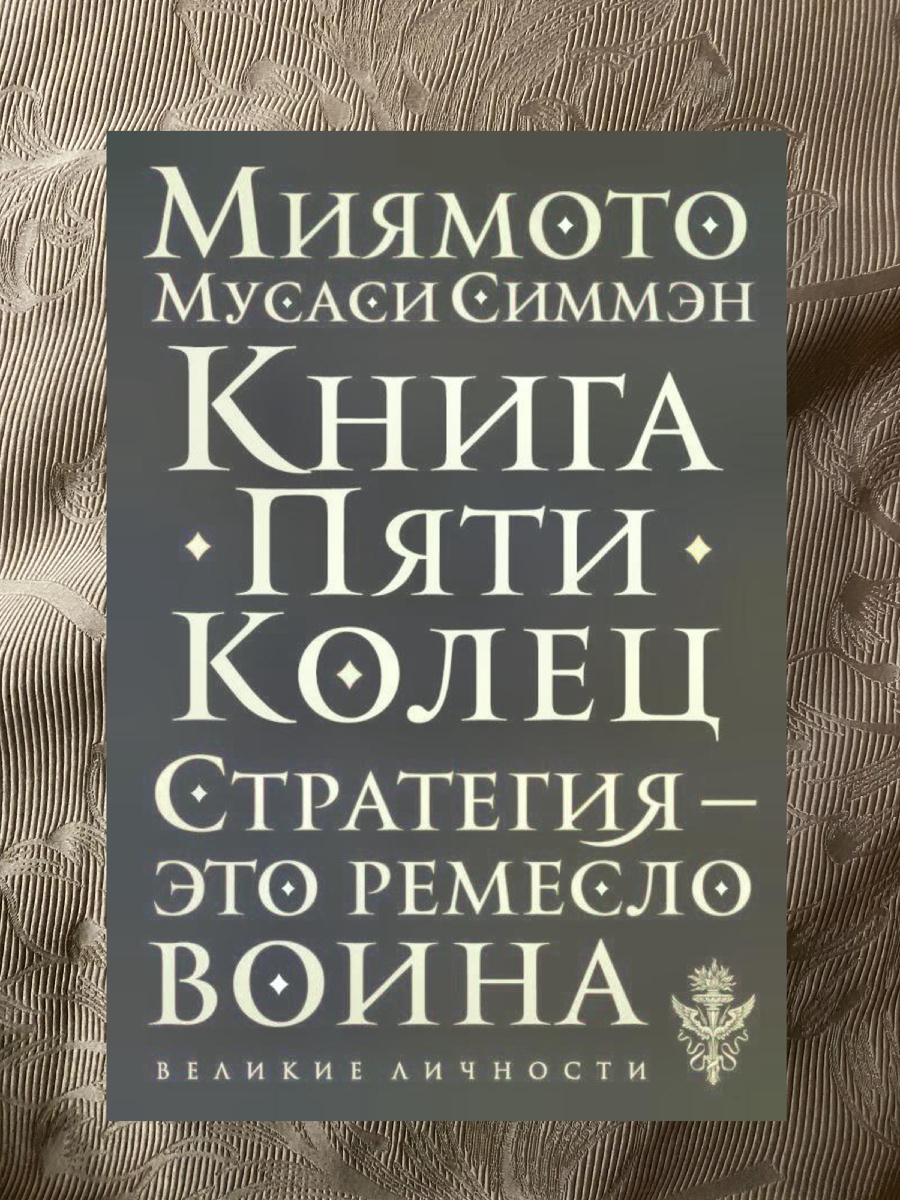 Миямото
Мусаси Симмэн
Книга
Пяти
Колец
Стратегия –
это ремесло
воина
ВЕЛИКИЕ ЛИЧНОСТИ